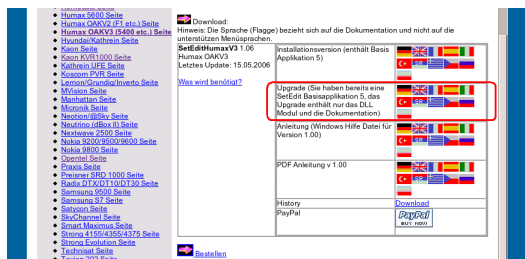 Humax 5600 Seite
Humax OAKV2 (F1 etc.) Seite
Humax OAKV3 (5400 etc.) Seite
Hyundai/Kathrein Seite
Kaon Seite
Kaon KVR1000 Seite
Kathrein UFE Seite
Koscom PVR Seite
Lemon/Grundig/Inverto Seite
MVision Seite
Manhattan Seite
Micronik Seite
Neotion/@Sky Seite
Neutrino (dBox II) Seite
Nextwave 2500 Seite
Nokia 9200/9500/9600 Seite
Nokia 9800 Seite
Opentel Seite
Praxis Seite
Preisner SRD 1000 Seite
Radix DTX/DT10/DT30 Seite
Samsung 9500 Seite
Samsung S7 Seite
Satycon Seite
SkyChannel Seite
Smart Maximus Seite
Strong 4155/4355/4375 Seite
Strong Evolution Seite
Technisat Seite
Download:
Hinweis: Die Sprache (Flagge) bezieht sich auf die Dokumentation und nicht auf die
unterstützen Menüsprachen.
SetEditHumaxV3 1.06
Humax OAKV3
Letztes Update: 15.05.2006
Was wird benötigt?
Installationsversion (enthält Basis
Applikation 5)
Upgrade (Sie haben bereits eine
SetEdit Basisapplikation 5, das
Upgrade enthält nur das DLL
Modul und die Dokumentation)
Anleitung (Windows Hilfe Datei für
Version 1.00)
PDF Anleitung v 1.00
History
Download
PayPal
PayPal
BUY NOW
Bestellen